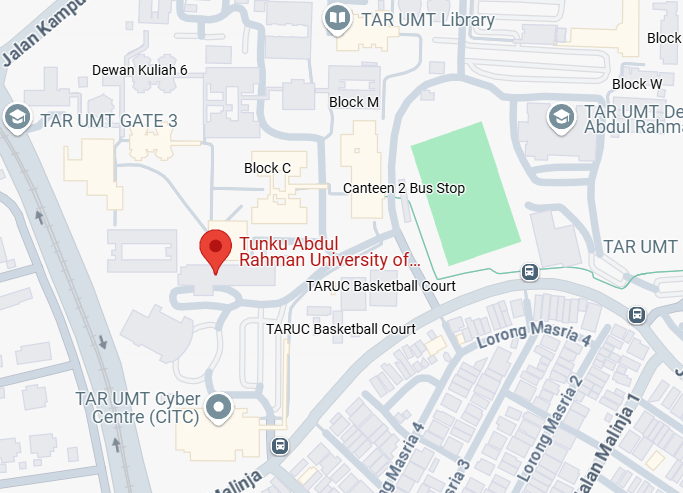 TAR UMT Library
Jalan Kampu
Block
Dewan Kuliah 6
Block W
Block M
TAR UMT GATE 3
TAR UMT De
Abdul Rahma
Block C
Canteen 2 Bus Stop
Tunku Abdul
Rahman University of...
TAR UMT
TARUC Basketball Court
TARUC Basketball Court
Lorong Masria 4
Lorong Masria 2
TAR UMT Cyber
Centre (CITC)
Jalan Malinja 1
Masria 4
Masria 3
Malinja